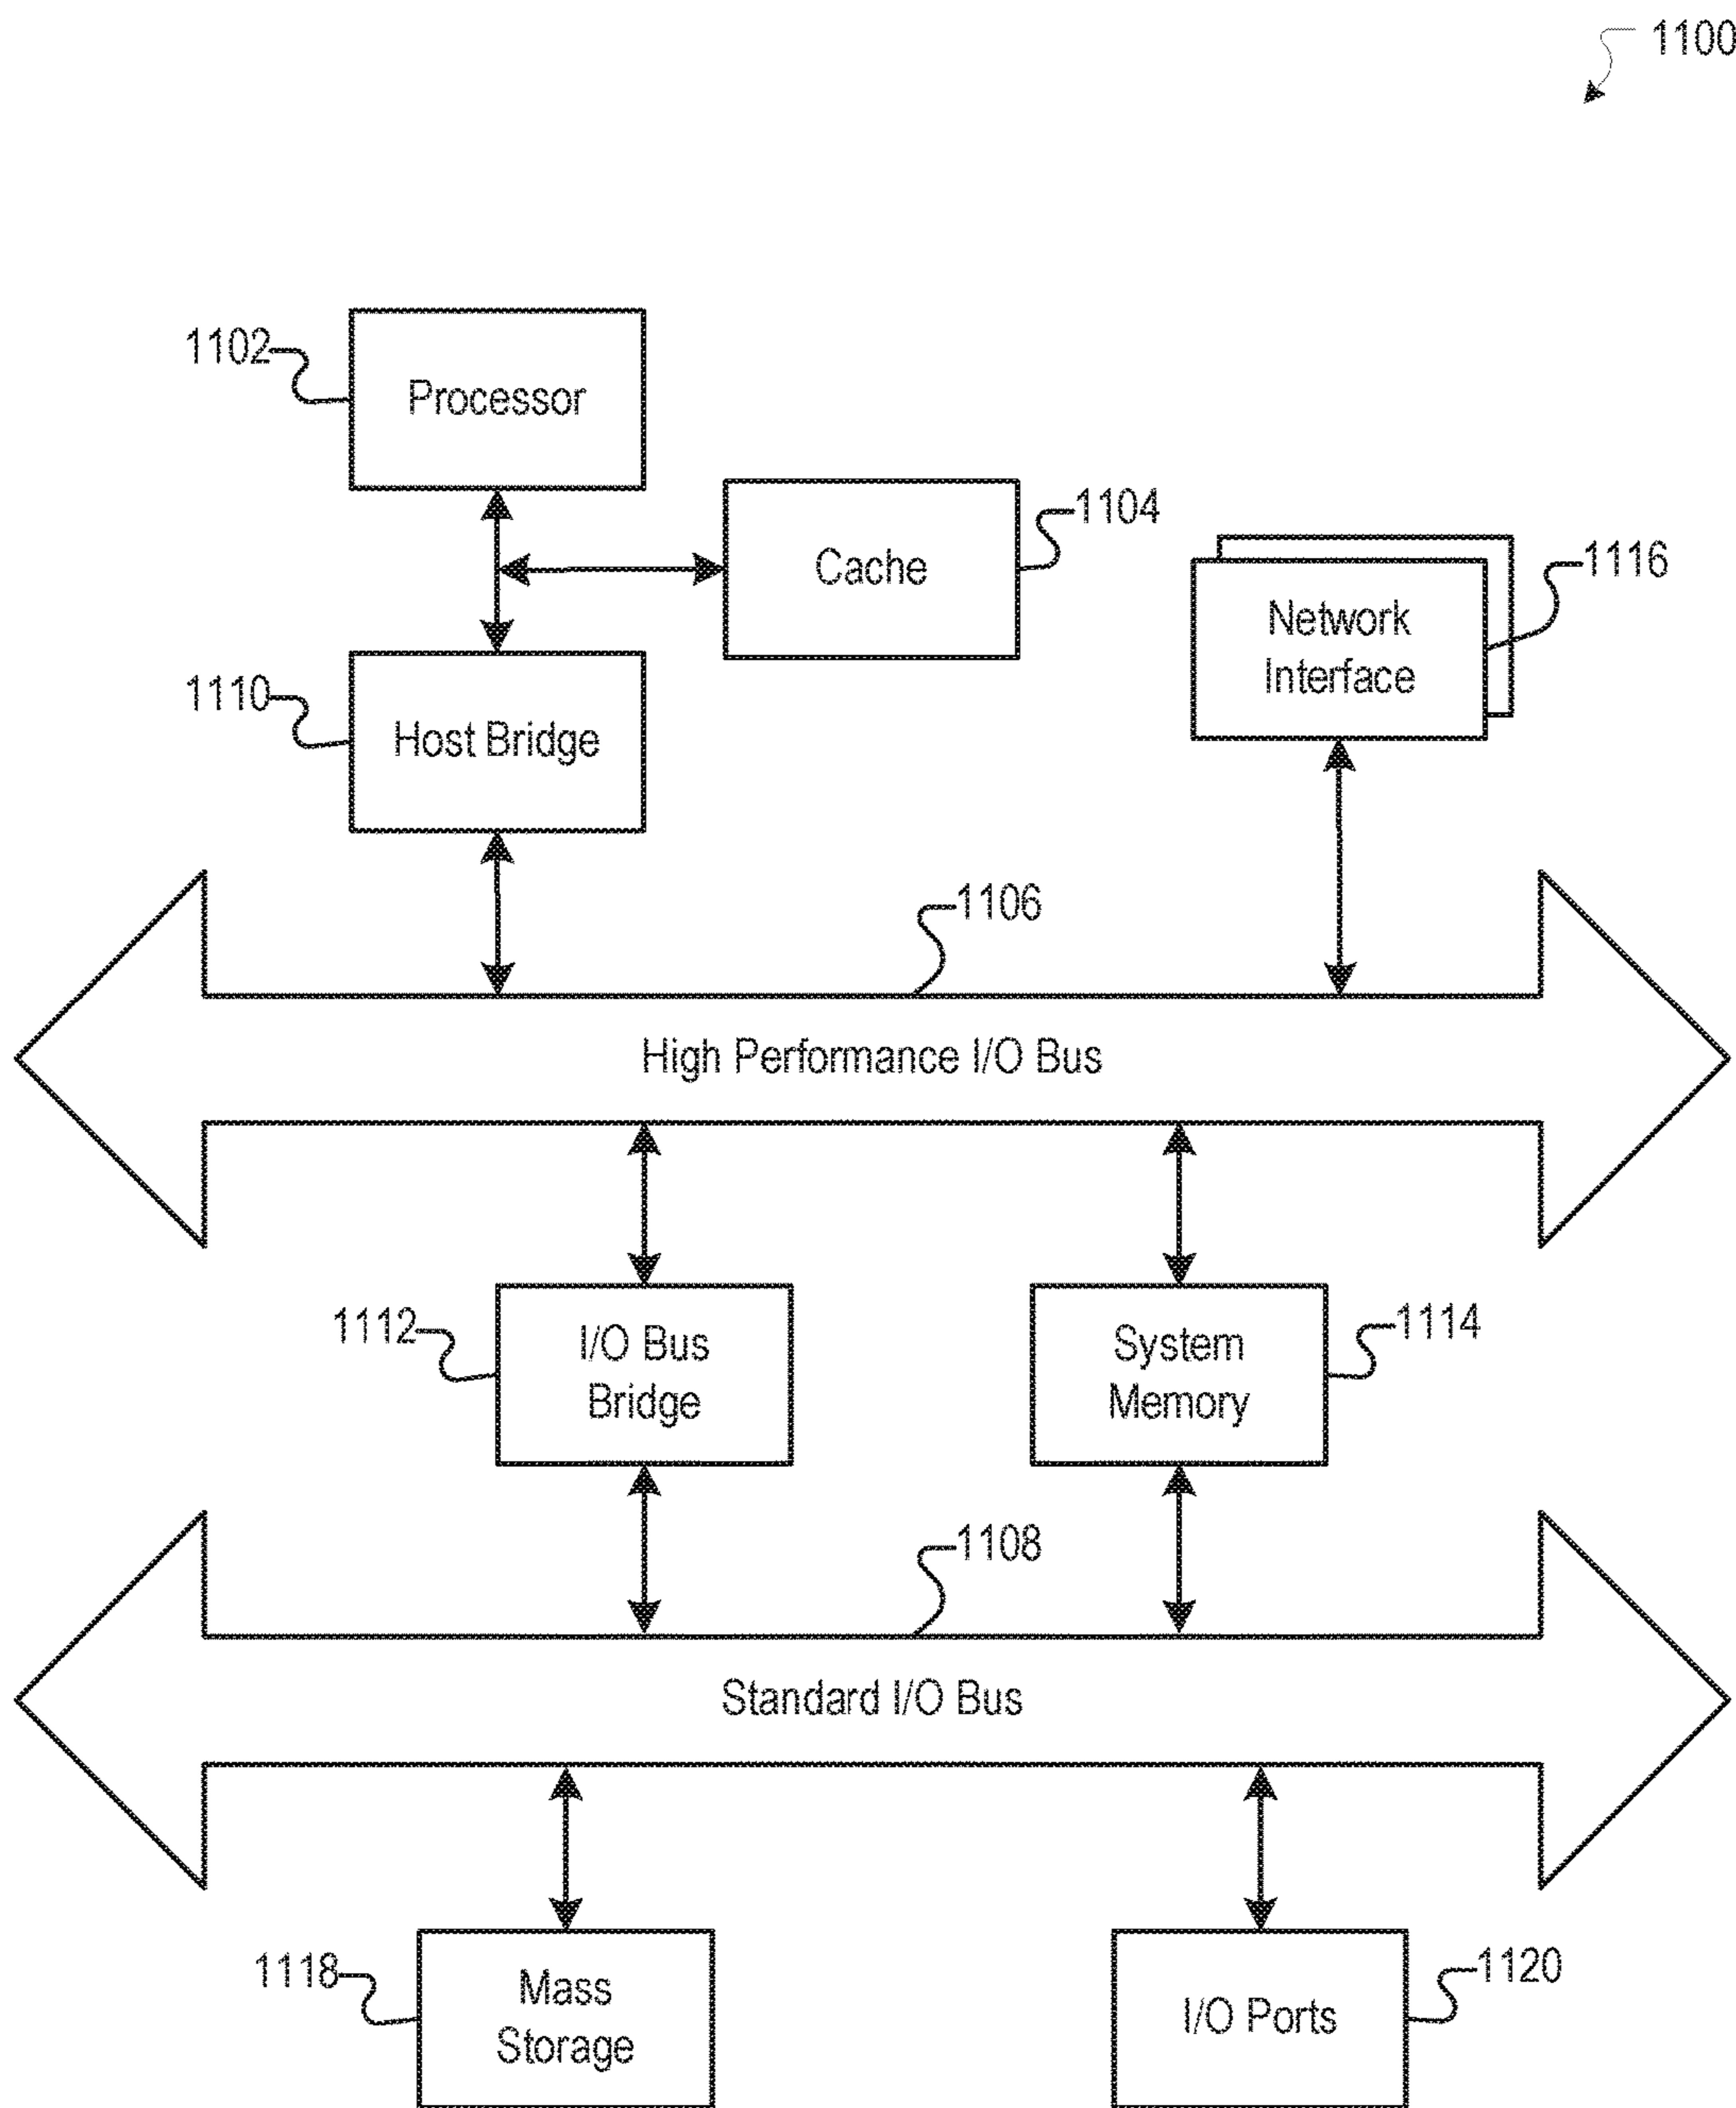 1100
1102
Processor
Cache
1104
1116
Network
Interface
1110
Host Bridge
1106
High Performance I/O Bus
1112
I/O Bus
Bridge
System
Memory
1114
1108
Standard I/O Bus
1118
Mass
Storage
I/O Ports
1120